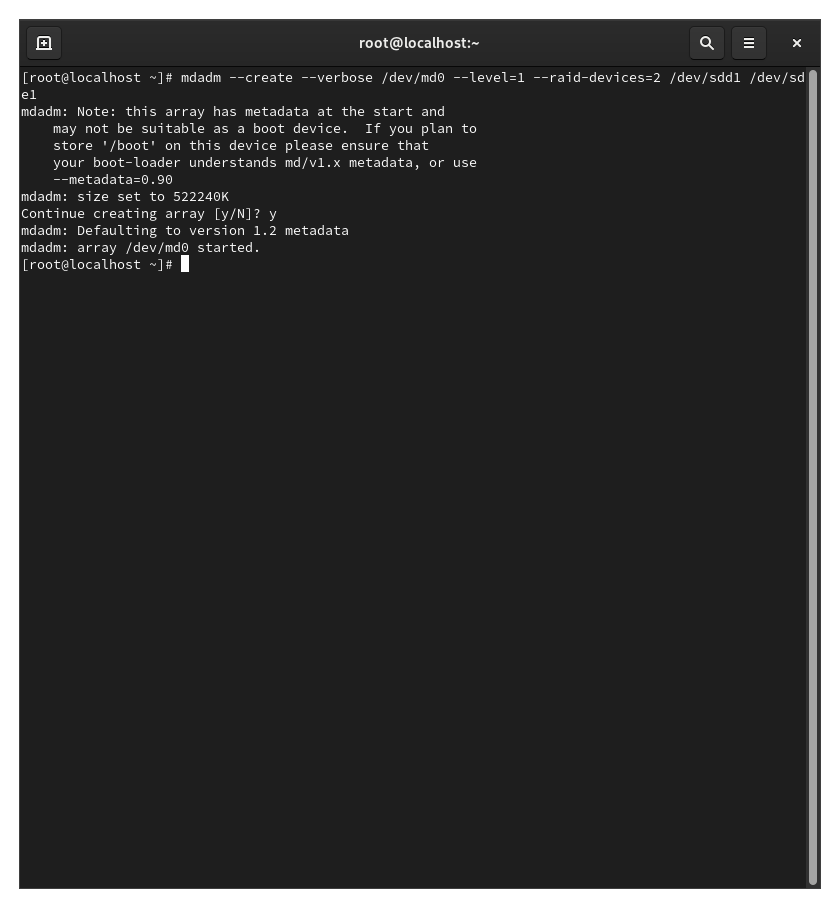 root@localhost:~
[root@localhost ~]# mdadm --create --verbose /dev/md0 --level=1 --raid-devices=2 /dev/sdd1 /dev/sd
e1
mdadm: Note: this array has metadata at the start and
    may not be suitable as a boot device.  If you plan to
    store '/boot' on this device please ensure that
    your boot-loader understands md/v1.x metadata, or use
    --metadata=0.90
mdadm: size set to 522240K
Continue creating array [y/N]? y
mdadm: Defaulting to version 1.2 metadata
mdadm: array /dev/md0 started.
[root@localhost ~]#